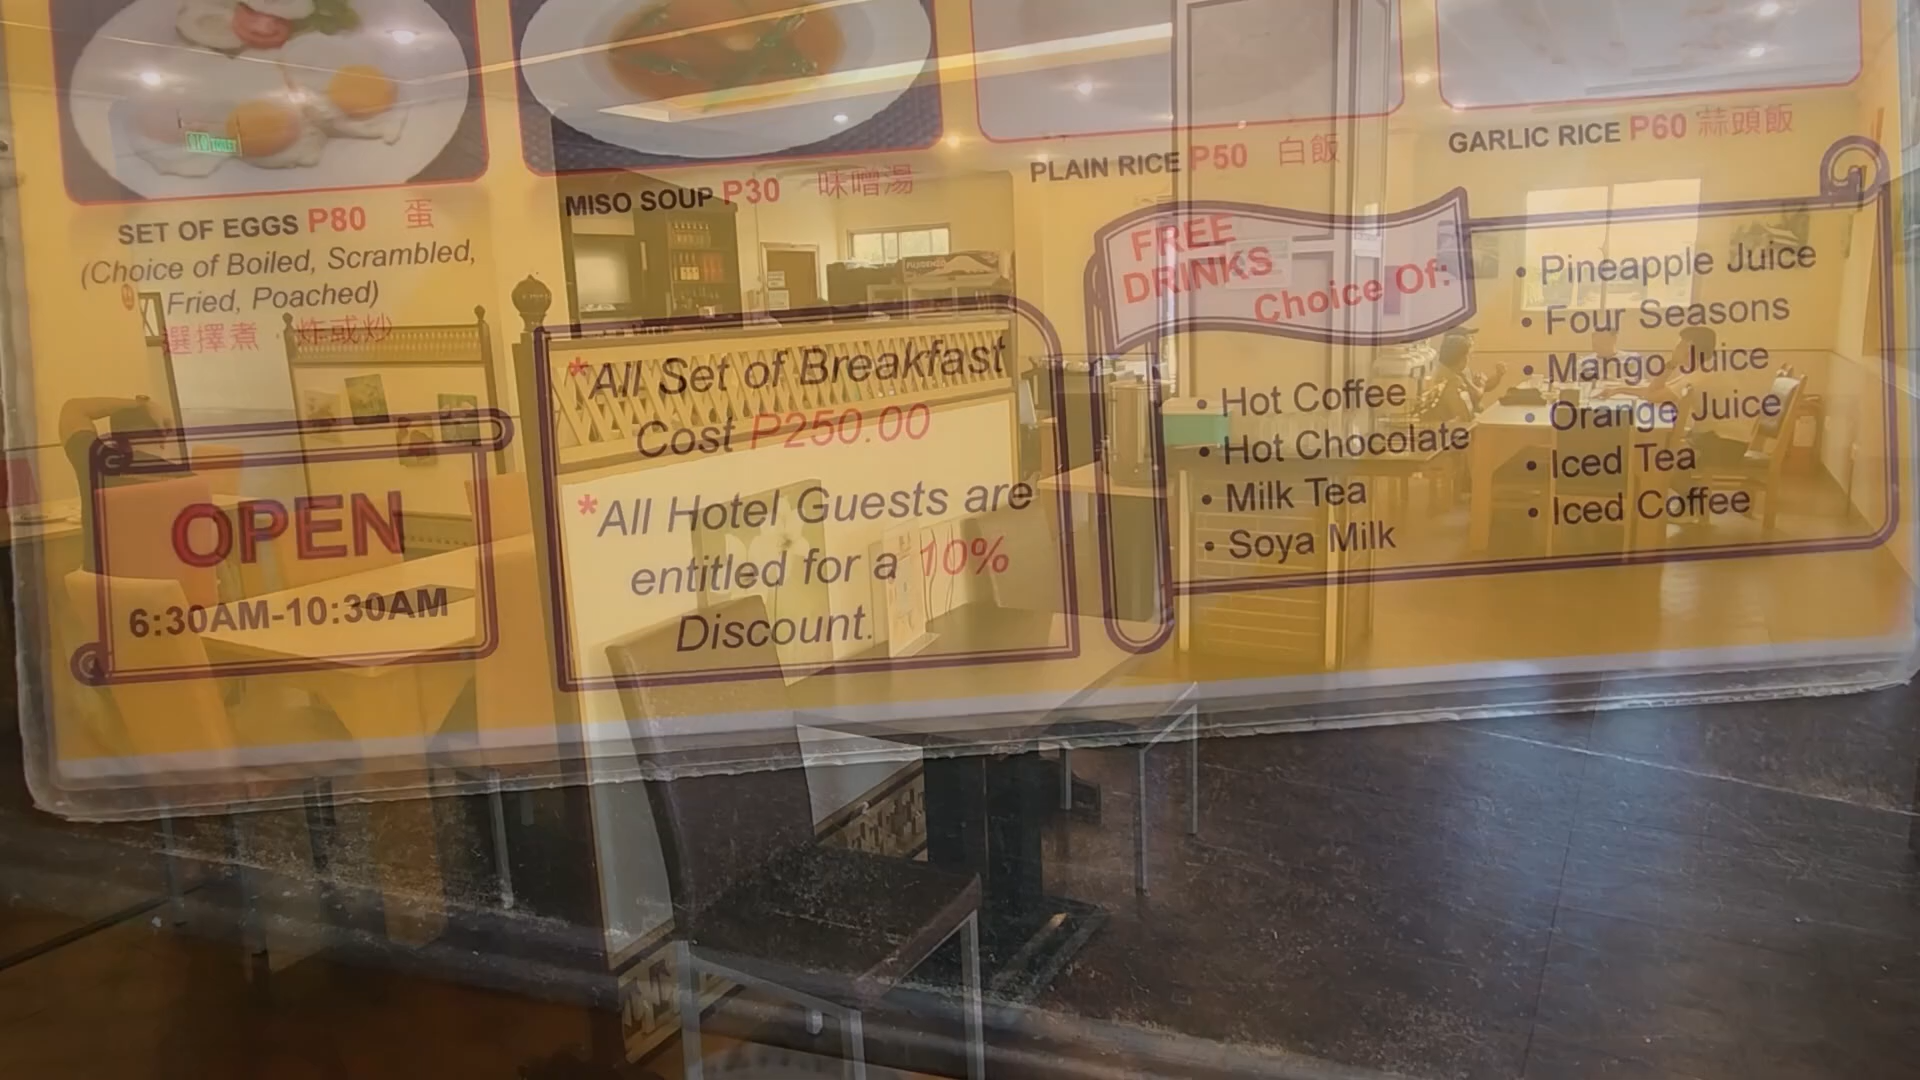 SET OF EGGS P80 蛋
(Choice of Boiled, Scrambled,
Fried, Poached)
選擇煮，炸或炒
MISO SOUP P30 味噌湯
PLAIN RICE P50 白飯
GARLIC RICE P60 蒜頭飯
OPEN
6:30AM-10:30AM
*All Set of Breakfast
Cost P250.00
*All Hotel Guests are
entitled for a 10%
Discount.
FREE
DRINKS
Choice Of:
• Hot Coffee
• Hot Chocolate
• Milk Tea
• Soya Milk
• Pineapple Juice
• Four Seasons
• Mango Juice
• Orange Juice
• Iced Tea
• Iced Coffee